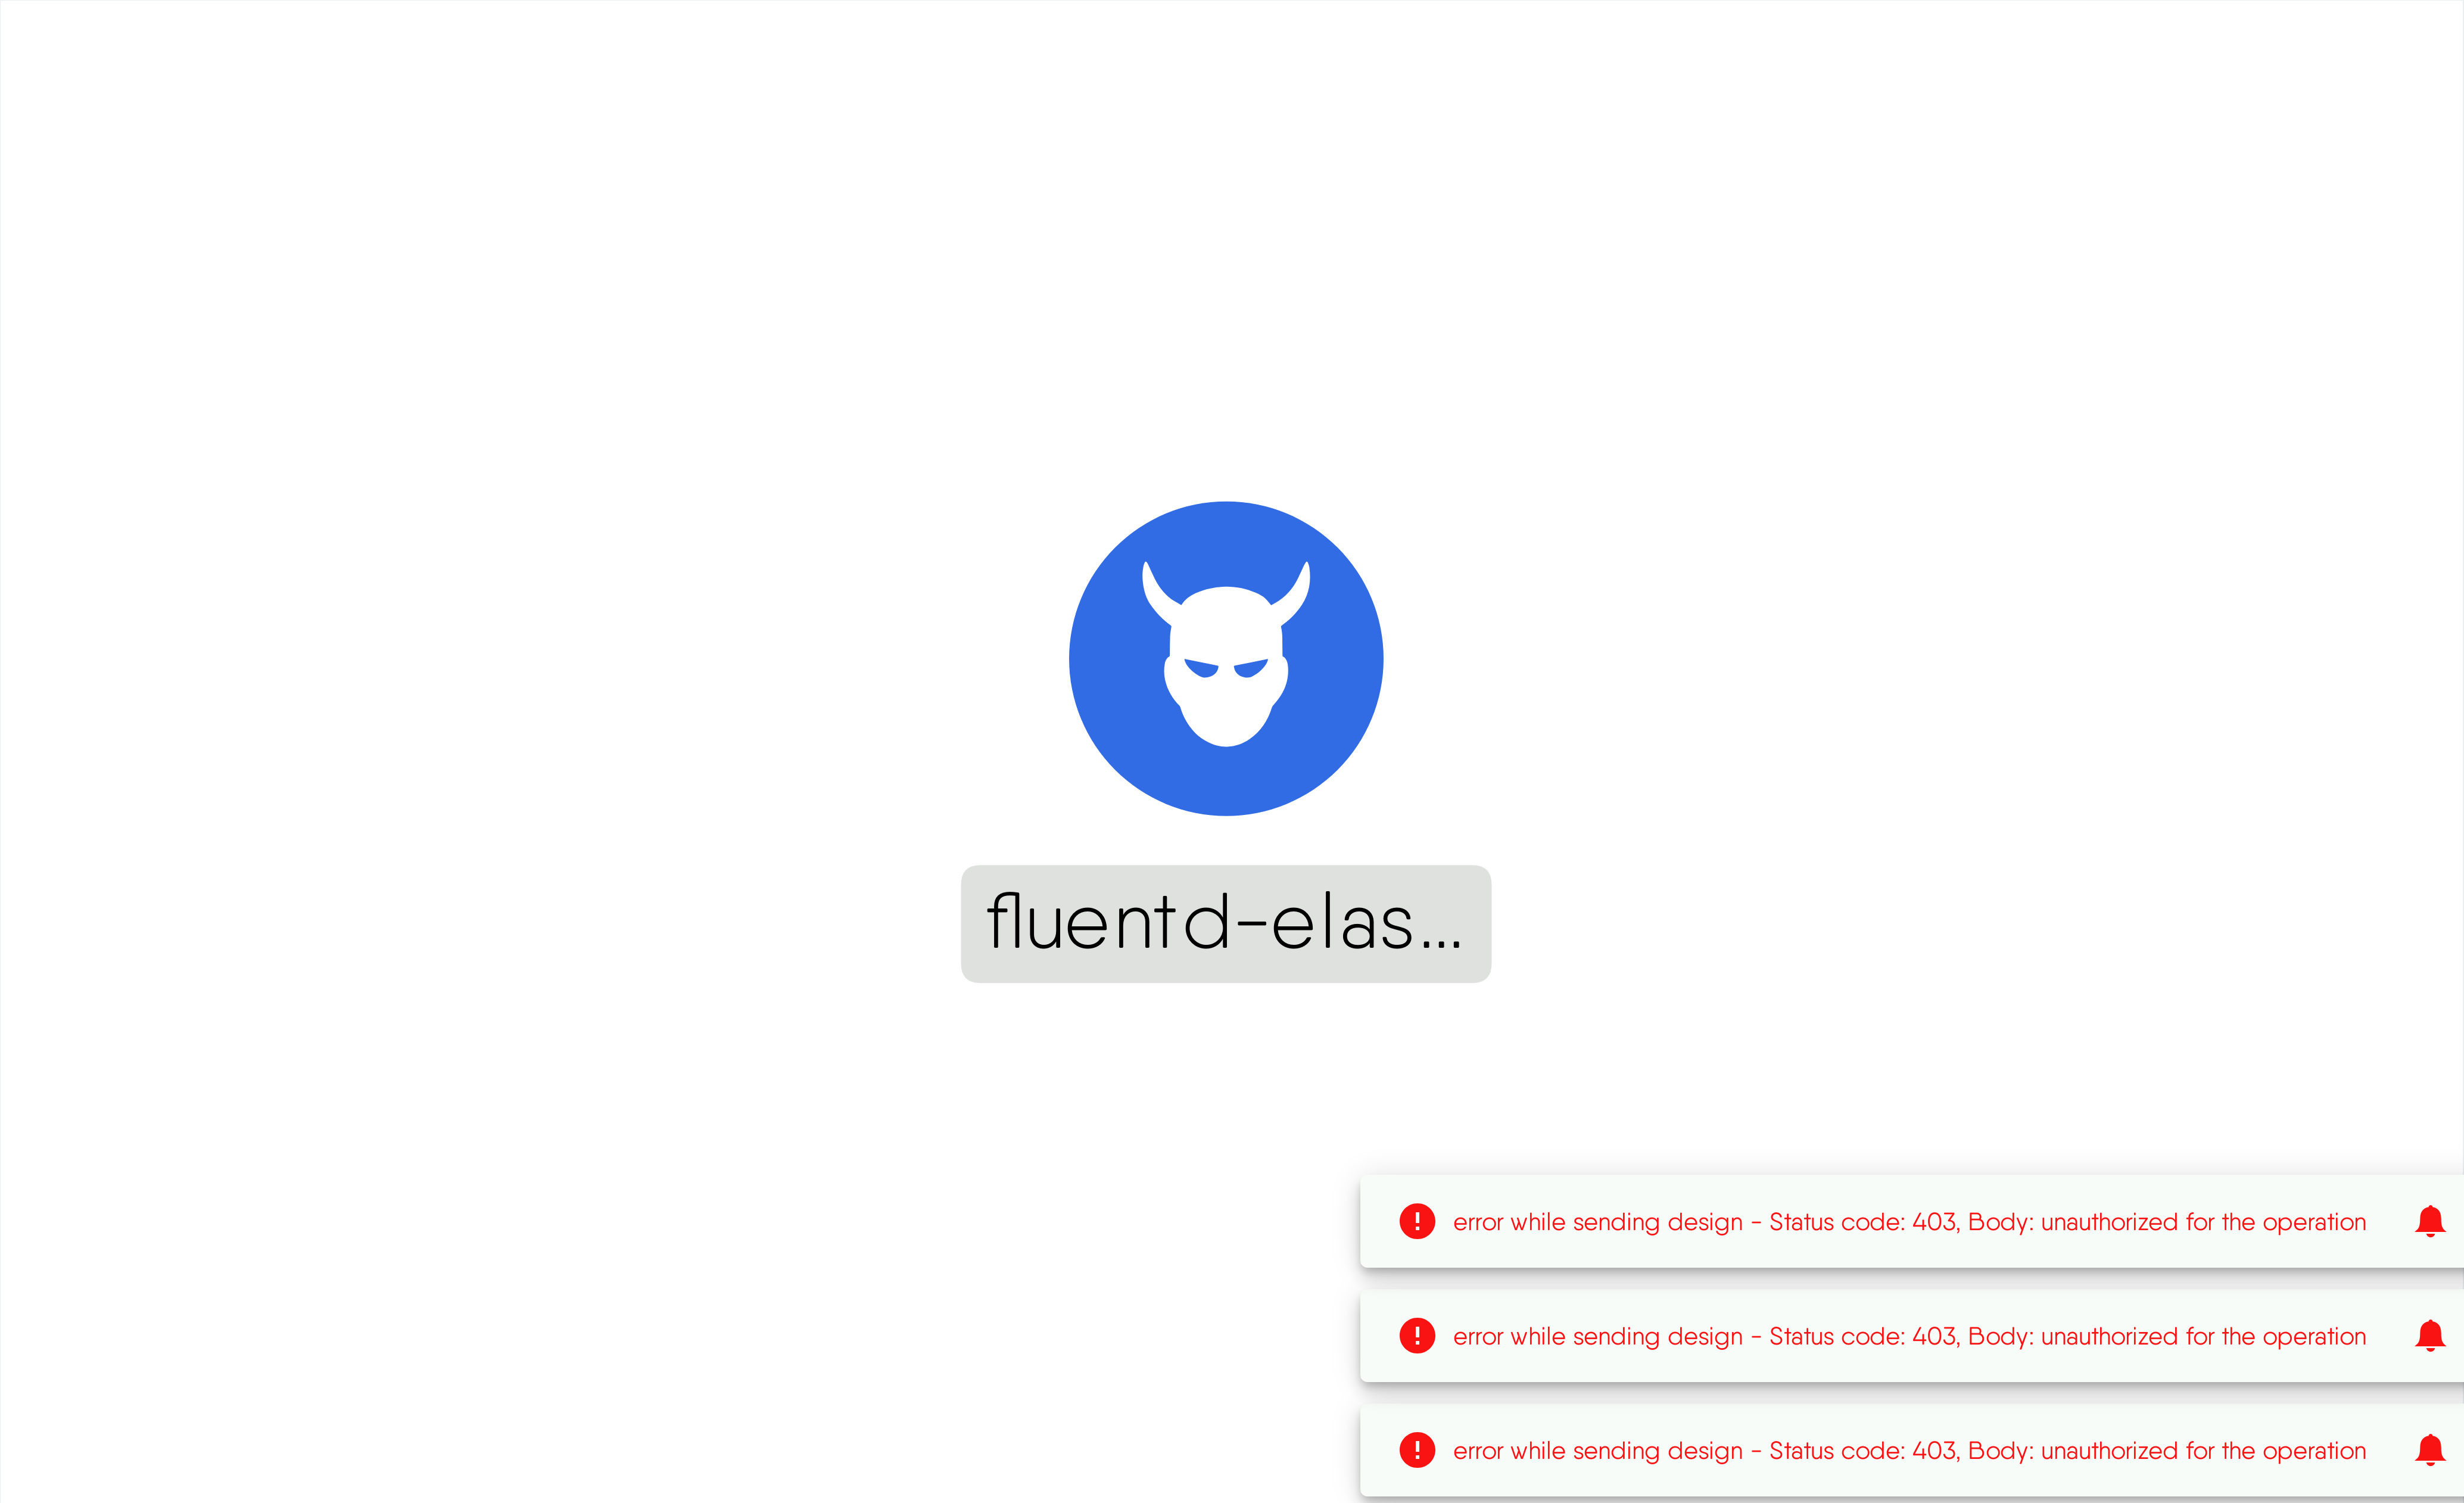 fluentd-elas...
error while sending design - Status code: 403, Body: unauthorized for the operation
error while sending design - Status code: 403, Body: unauthorized for the operation
error while sending design - Status code: 403, Body: unauthorized for the operation